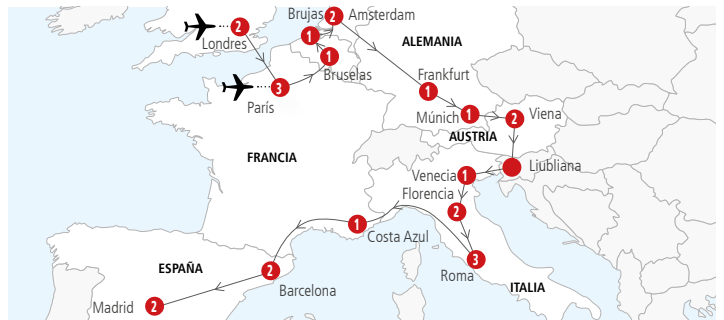 2
Londres
Brujas
1
2
Amsterdam
ALEMANIA
1
Bruselas
3
París
Frankfurt
1
Múnich
1
2
Viena
AUSTRIA
FRANCIA
Venecia
1
Liubliana
Florencia
2
1
Costa Azul
3
Roma
ITALIA
ESPAÑA
2
Barcelona
Madrid
2